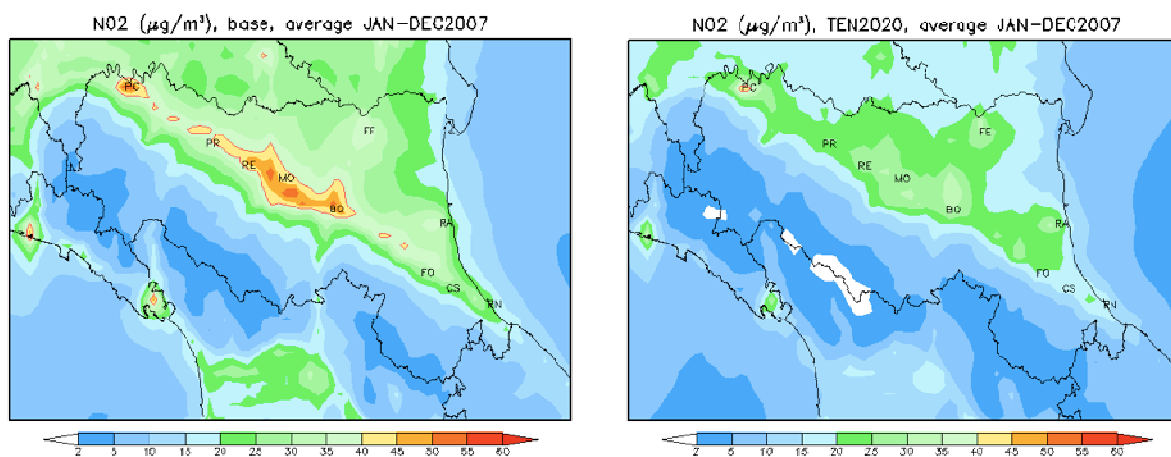 NO2 (μg/m³), base, average JAN-DEC2007
PC
FE
PR
RE
MO
BO
RA
FO
CS
RN
2 5 10 15 20 25 30 35 40 45 50 55 60
NO2 (μg/m³), TEN2020, average JAN-DEC2007
PC
FE
PR
RE
MO
BO
RA
FO
CS
RN
2 5 10 15 20 25 30 35 40 45 50 55 60